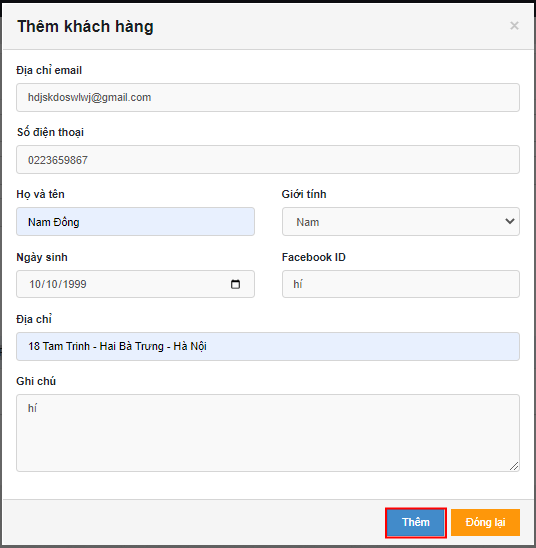 Thêm khách hàng
×
Địa chỉ email
hdjskdoswlwj@gmail.com
Số điện thoại
0223659867
Họ và tên
Giới tính
Nam Đông
Nam
Ngày sinh
Facebook ID
10/10/1999
hí
Địa chỉ
18 Tam Trinh - Hai Bà Trưng - Hà Nội
Ghi chú
hí
Thêm
Đóng lại